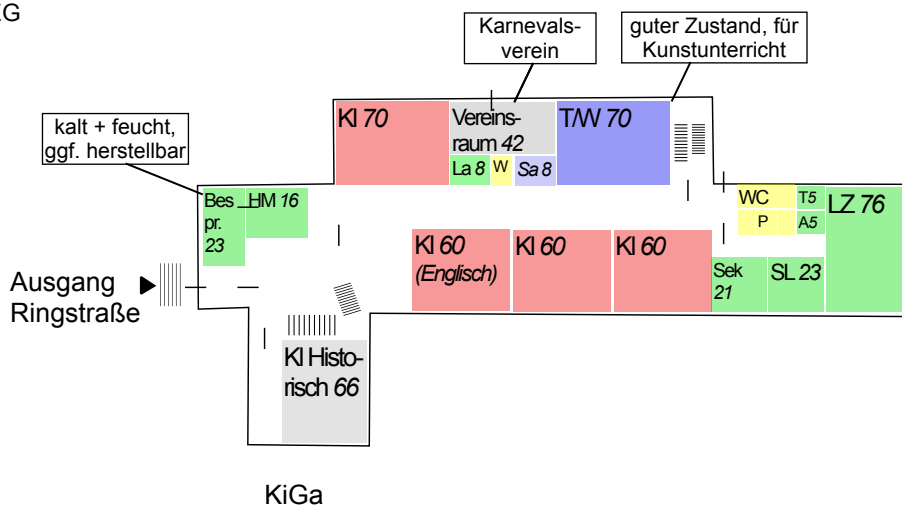 EG
Karnevals-
verein
guter Zustand, für
Kunstunterricht
kalt + feucht,
ggf. herstellbar
Kl 70
Vereins-
raum 42
T/W 70
La 8
W
Sa 8
Bes
pr.
23
HM 16
WC
P
T5
A5
LZ 76
Kl 60
(Englisch)
Kl 60
Kl 60
Sek
21
SL 23
Ausgang
Ringstraße
Kl Histo-
risch 66
KiGa